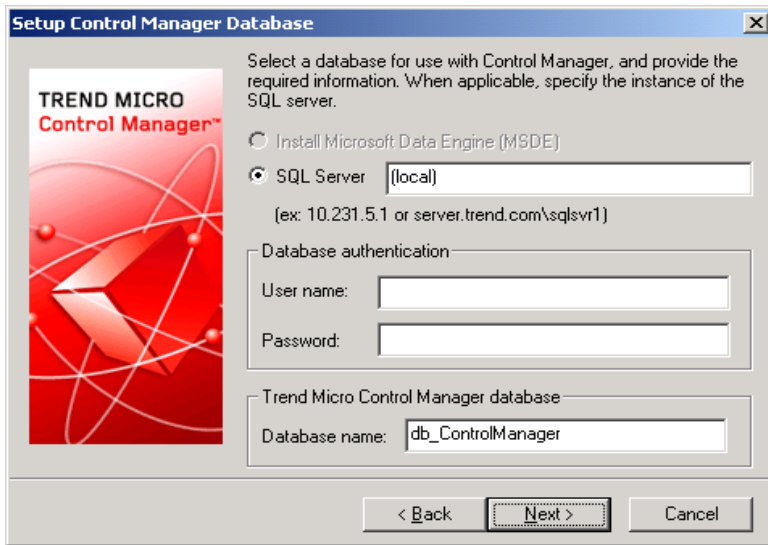 Setup Control Manager Database
TREND MICRO
Control Manager™
Select a database for use with Control Manager, and provide the
required information. When applicable, specify the instance of the
SQL server.
Install Microsoft Data Engine (MSDE)
SQL Server (local)
(ex: 10.231.5.1 or server.trend.com\sqlsvr1)
Database authentication
User name:
Password:
Trend Micro Control Manager database
Database name: db_ControlManager
< Back Next > Cancel